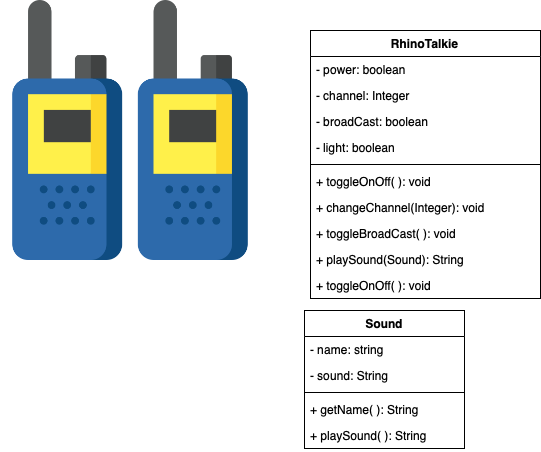 RhinoTalkie
- power: boolean
- channel: Integer
- broadCast: boolean
- light: boolean
+ toggleOnOff( ): void
+ changeChannel(Integer): void
+ toggleBroadCast( ): void
+ playSound(Sound): String
+ toggleOnOff( ): void
Sound
- name: string
- sound: String
+ getName( ): String
+ playSound( ): String